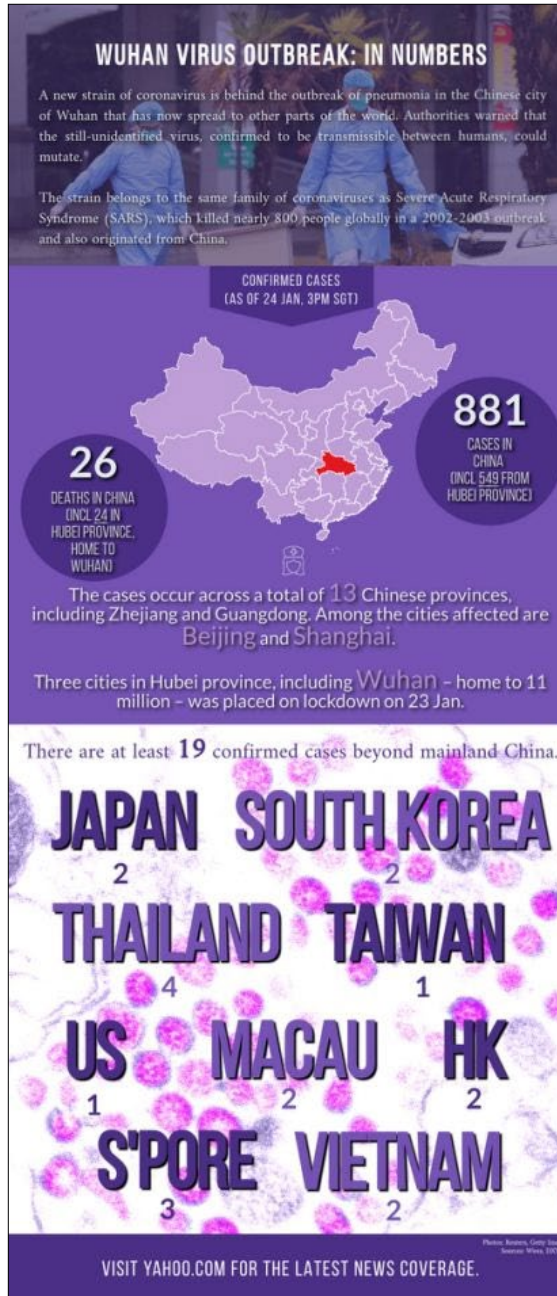 WUHAN VIRUS OUTBREAK: IN NUMBERS
A new strain of coronavirus is behind the outbreak of pneumonia in the Chinese city
of Wuhan that has now spread to other parts of the world. Authorities warned that
the still-unidentified virus, confirmed to be transmissible between humans, could
mutate.
The strain belongs to the same family of coronaviruses as Severe Acute Respiratory
Syndrome (SARS), which killed nearly 800 people globally in a 2002-2003 outbreak
and also originated from China.
CONFIRMED CASES
(AS OF 24 JAN, 3PM SGT)
881
CASES IN
CHINA
(INCL 549 FROM
HUBEI PROVINCE)
26
DEATHS IN CHINA
(INCL 24 IN
HUBEI PROVINCE,
HOME TO
WUHAN)
The cases occur across a total of 13 Chinese provinces,
including Zhejiang and Guangdong. Among the cities affected are
Beijing and Shanghai.
Three cities in Hubei province, including Wuhan – home to 11
million – was placed on lockdown on 23 Jan.
There are at least 19 confirmed cases beyond mainland China.
JAPAN SOUTH KOREA
2 2
THAILAND TAIWAN
4 1
US MACAU HK
1 2 2
S'PORE VIETNAM
3 2
Photos: Reuters, Getty
Sources: Wires,
VISIT YAHOO.COM FOR THE LATEST NEWS COVERAGE.